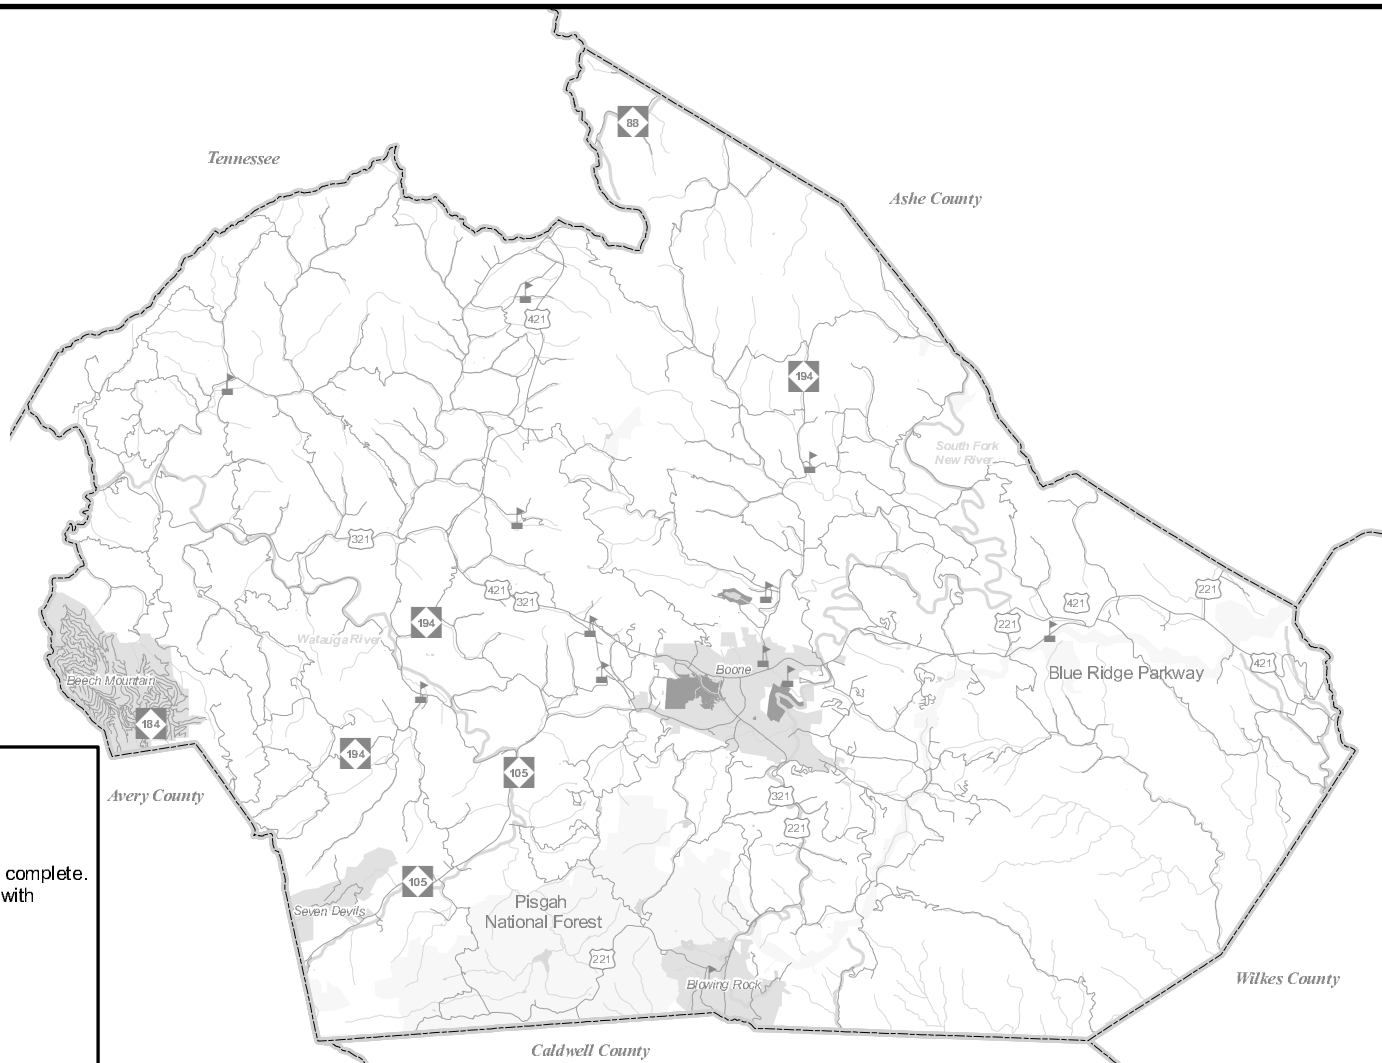 88
Tennessee
Ashe County
421
194
South Fork
New River
321
421
321
221
421
221
194
Watauga River
Boone
421
Blue Ridge Parkway
Beech Mountain
184
194
105
321
Avery County
221
complete.
with
105
Pisgah
National Forest
Seven Devils
221
Blowing Rock
Wilkes County
Caldwell County